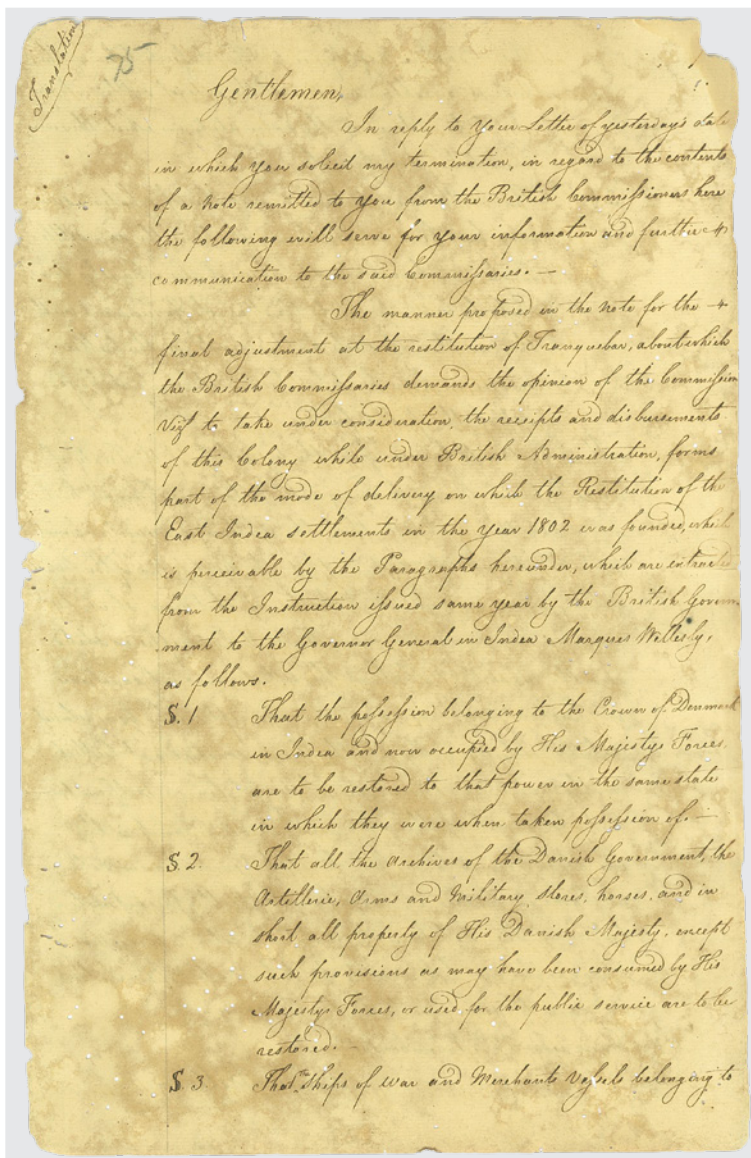 Translation
75
Gentlemen,
In reply to Your Letter of yesterday's date
in which you solicit my termination, in regard to the contents
of a Note remitted to you from the British Commissioners here
the following will serve for your information and further
communication to the said Commissaries. —
The manner proposed in the Note for the
final adjustment at the restitution of Tranquebar, about which
the British Commissaries demands the opinion of the Commission
Vizt to take under consideration, the receipts and disbursements
of this Colony while under British Administration, forms
part of the mode of delivery on which the Restitution of the
East Indea settlements in the Year 1802 was founded, which
is perceivable by the Paragraphs hereunder, which are extracted
from the Instruction issued same year by the British Govern-
ment to the Governor General in Indea Marques Wellesly,
as follows.
S. 1 That the possession belonging to the Crown of Denmark
in Indea and now occupied by His Majestys Forces
are to be restored to that power in the same state
in which they were when taken possession of. —
S. 2. That all the Archives of the Danish Government, the
Artillerie, Arms and Military Stores, horses, and in
short all property of His Danish Majesty, except
such provisions as may have been consumed by His
Majestys Forces, or used for the public service are to be
restored. —
S. 3. That the Ships of War and Merchants Vessels belonging to